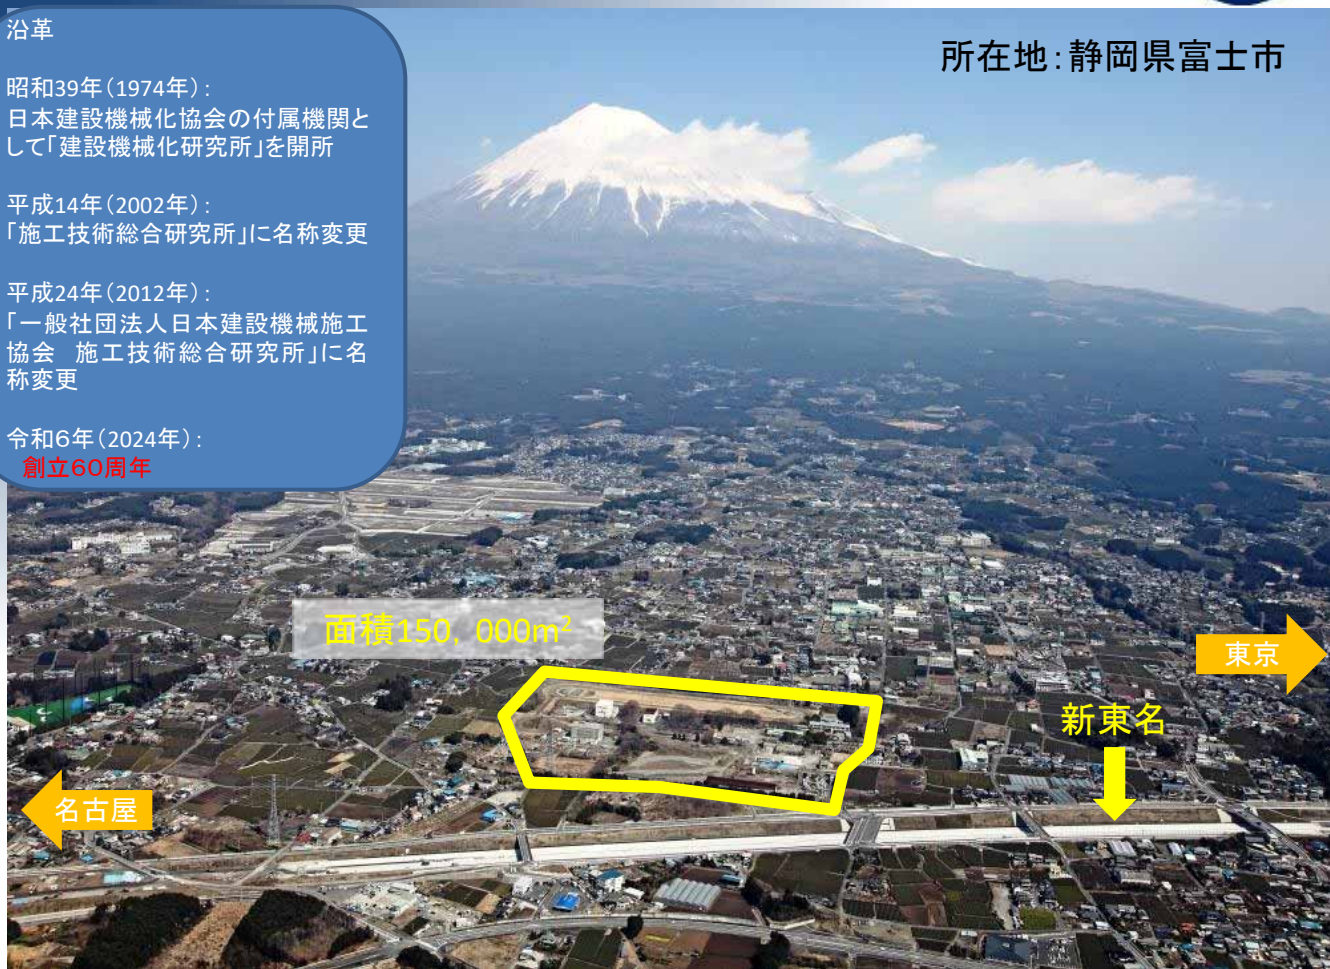 沿革
昭和39年(1974年):
日本建設機械化協会の付属機関と
して「建設機械化研究所」を開所
平成14年(2002年):
「施工技術総合研究所」に名称変更
平成24年(2012年):
「一般社団法人日本建設機械施工
協会　施工技術総合研究所」に名
称変更
令和6年(2024年):
創立60周年
所在地:静岡県富士市
面積150，000m²
東京
新東名
名古屋